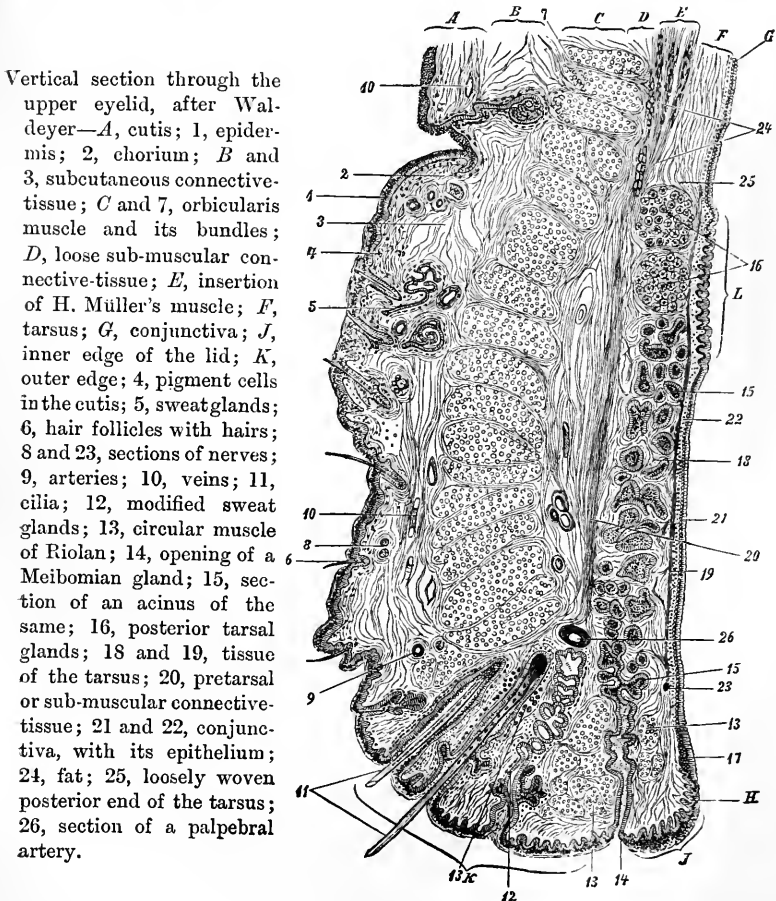 Vertical section through the
upper eyelid, after Wal-
deyer—A, cutis; 1, epider-
mis; 2, chorium; B and
3, subcutaneous connective-
tissue; C and 7, orbicularis
muscle and its bundles;
D, loose sub-muscular con-
nective-tissue; E, insertion
of H. Müller's muscle; F,
tarsus; G, conjunctiva; J,
inner edge of the lid; K,
outer edge; 4, pigment cells
in the cutis; 5, sweat glands;
6, hair follicles with hairs;
8 and 23, sections of nerves;
9, arteries; 10, veins; 11,
cilia; 12, modified sweat
glands; 13, circular muscle
of Riolan; 14, opening of a
Meibomian gland; 15, sec-
tion of an acinus of the
same; 16, posterior tarsal
glands; 18 and 19, tissue
of the tarsus; 20, pretarsal
or sub-muscular connective-
tissue; 21 and 22, conjunc-
tiva, with its epithelium;
24, fat; 25, loosely woven
posterior end of the tarsus;
26, section of a palpebral
artery.
A B 7 C D E F G
10
24
2
25
1
3
16
4
L
5
15
22
18
10
21
8
20
6
19
26
9
15
23
13
17
11
H
J
13 K 12 13 14